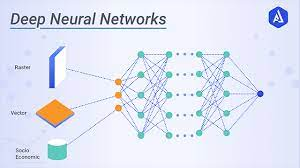 Deep Neural Networks
Raster
Vector
Socio
Economic